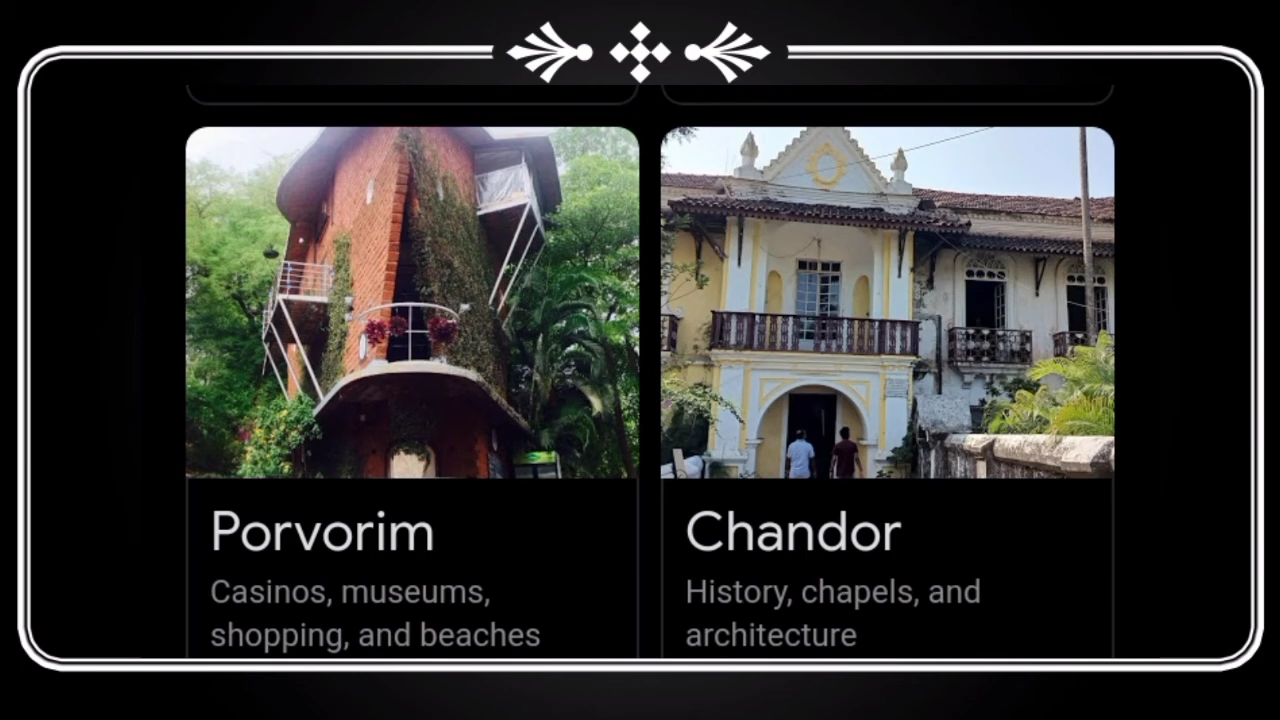 Porvorim
Casinos, museums,
shopping, and beaches
Chandor
History, chapels, and
architecture